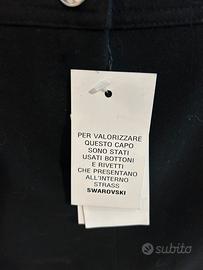 PER VALORIZZARE
QUESTO CAPO
SONO STATI
USATI BOTTONI
E RIVETTI
CHE PRESENTANO
ALL'INTERNO
STRASS
SWAROVSKI
subito